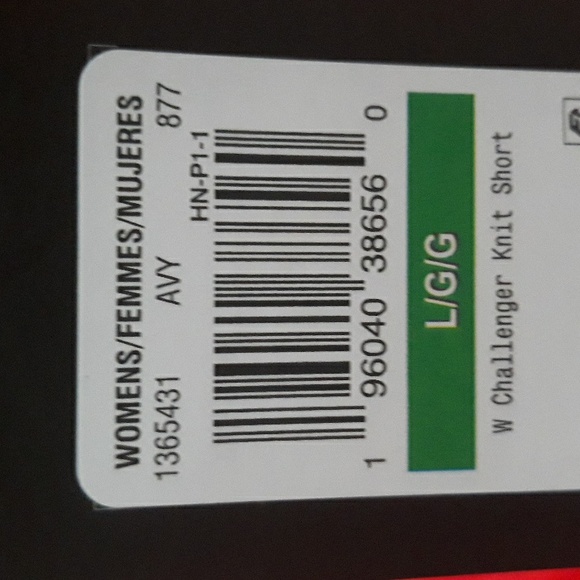 WOMENS/FEMMES/MUJERES
1365431 AVY 877
HN-P1-1
1 96040 38656 0
L/G/G
W Challenger Knit Short